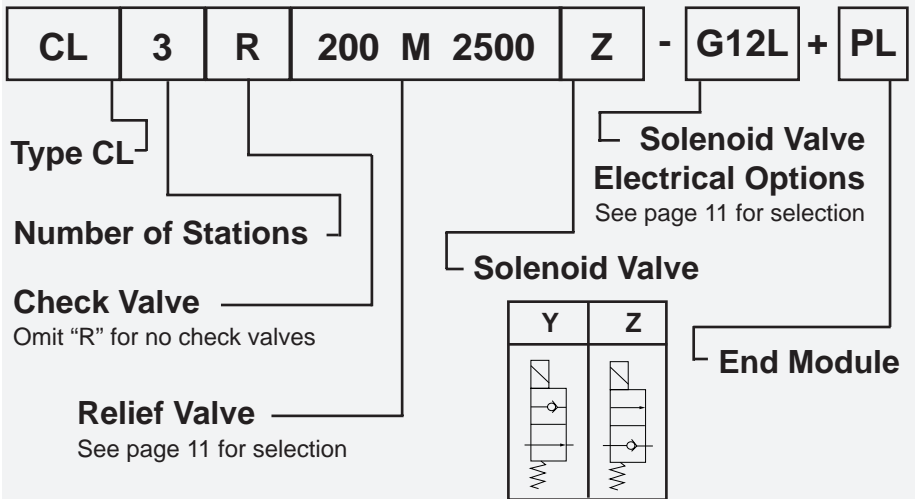 CL 3 R 200 M 2500 Z - G12L + PL
Type CL
Solenoid Valve
Electrical Options
See page 11 for selection
Number of Stations
Solenoid Valve
Check Valve
Omit “R” for no check valves
Y Z
End Module
Relief Valve
See page 11 for selection